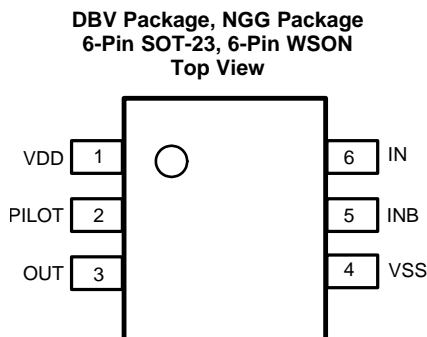 DBV Package, NGG Package
6-Pin SOT-23, 6-Pin WSON
Top View
VDD 1 6 IN
PILOT 2 5 INB
OUT 3 4 VSS